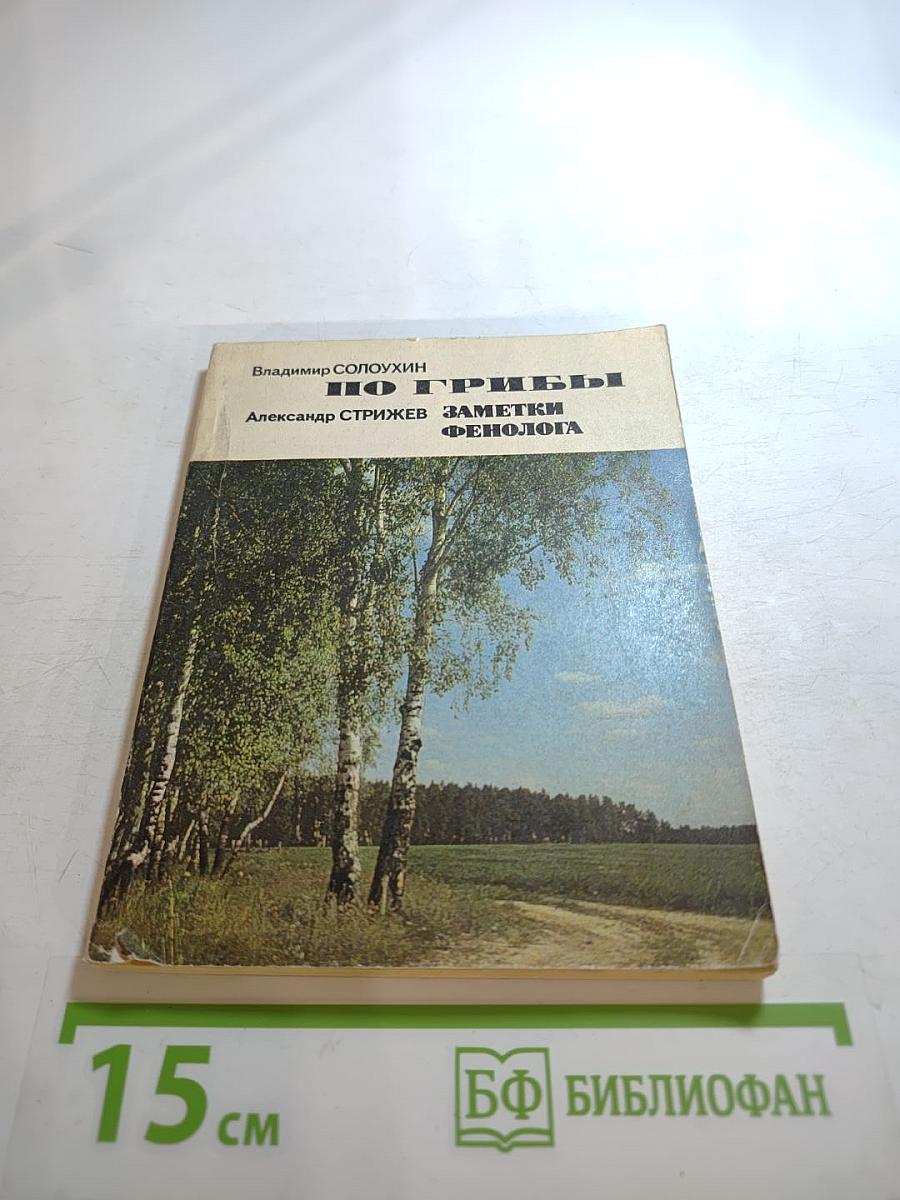 Владимир СОЛОУХИН
ПО ГРИБЫ
Александр СТРИЖЕВ ЗАМЕТКИ
ФЕНОЛОГА
15 см
БФ БИБЛИОФАН